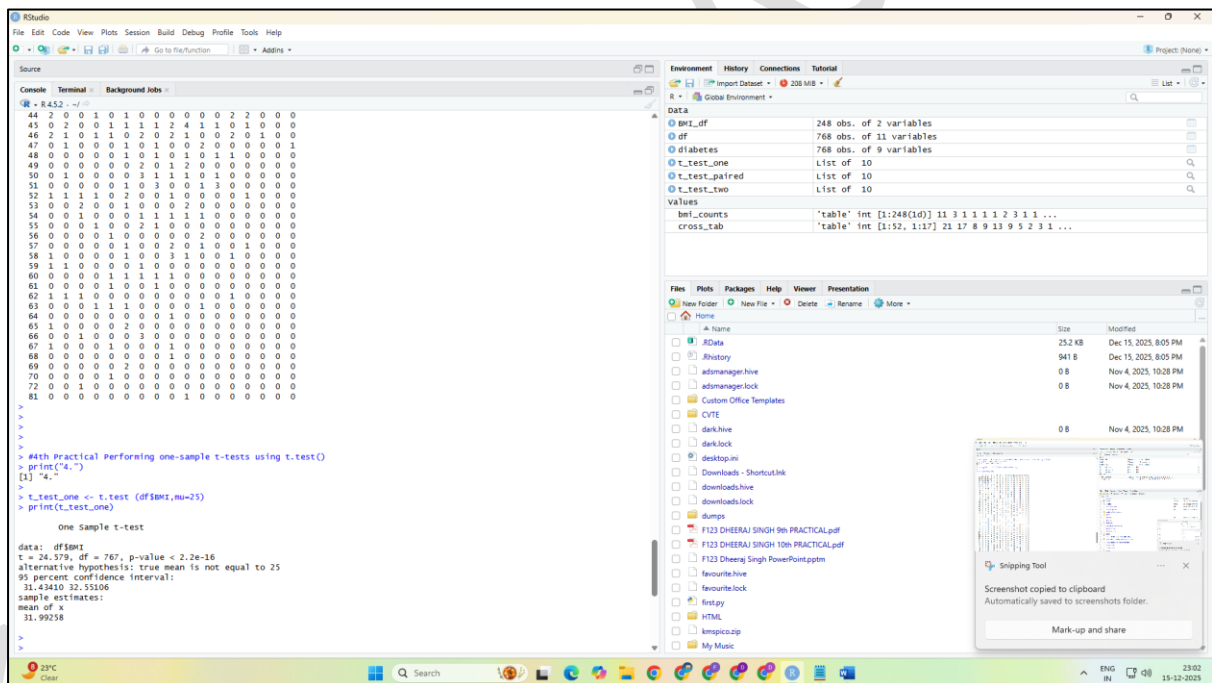 RStudio
File Edit Code View Plots Session Build Debug Profile Tools Help
Go to file/function Addins
Project: (None)
Source
Console Terminal Background Jobs
R 4.5.2 · ~/
44 2 0 0 1 0 1 0 0 0 0 0 0 2 2 0 0 0
45 0 2 0 0 1 1 1 1 2 4 1 1 0 1 0 0 0
46 2 1 0 1 1 0 2 0 2 1 0 0 2 0 1 0 0
47 0 1 0 0 0 1 0 1 0 0 2 0 0 0 0 0 1
48 0 0 0 0 0 1 0 1 0 1 0 1 1 0 0 0 0
49 0 0 0 0 0 0 2 0 1 2 0 0 0 0 0 0 0
50 0 1 0 0 0 0 3 1 1 1 0 1 0 0 0 0 0
51 0 0 0 0 0 1 0 3 0 0 1 3 0 0 0 0 0
52 1 1 1 1 0 2 0 0 1 0 0 0 0 1 0 0 0
53 0 0 2 0 0 1 0 0 0 2 0 0 0 0 0 0 0
54 0 0 1 0 0 0 1 1 1 1 1 0 0 0 0 0 0
55 0 0 0 1 0 0 2 1 0 0 0 0 0 0 0 0 0
56 0 0 0 0 1 0 0 0 0 0 2 0 0 0 0 0 0
57 0 0 0 0 0 1 0 0 2 0 1 0 0 1 0 0 0
58 1 0 0 0 0 1 0 0 3 1 0 0 1 0 0 0 0
59 1 1 0 0 0 0 1 0 0 0 0 0 0 0 0 0 0
60 0 0 0 0 1 1 1 1 1 0 0 0 0 0 0 0 0
61 0 0 0 0 1 0 0 1 0 0 0 0 0 0 0 0 0
62 1 1 1 0 0 0 0 0 0 0 0 0 1 0 0 0 0
63 0 0 0 1 1 1 0 0 0 0 1 0 0 0 0 0 0
64 0 0 0 0 0 0 0 0 1 0 0 0 0 0 0 0 0
65 1 0 0 0 0 2 0 0 0 0 0 0 0 0 0 0 0
66 0 0 1 0 0 0 3 0 0 0 0 0 0 0 0 0 0
67 1 0 0 0 1 0 0 0 1 0 0 0 0 0 0 0 0
68 0 0 0 0 0 0 0 0 1 0 0 0 0 0 0 0 0
69 0 0 0 0 0 2 0 0 0 0 0 0 0 0 0 0 0
70 0 0 0 0 1 0 0 0 0 0 0 0 0 0 0 0 0
72 0 0 1 0 0 0 0 0 0 0 0 0 0 0 0 0 0
81 0 0 0 0 0 0 0 0 0 1 0 0 0 0 0 0 0
>
>
>
>
> #4th Practical Performing one-sample t-tests using t.test()
> print("4.")
[1] "4."
>
> t_test_one <- t.test (df$BMI,mu=25)
> print(t_test_one)
One Sample t-test
data: df$BMI
t = 24.579, df = 767, p-value < 2.2e-16
alternative hypothesis: true mean is not equal to 25
95 percent confidence interval:
31.43410 32.55106
sample estimates:
mean of x
31.99258
>
>
Environment History Connections Tutorial
Import Dataset 208 MiB List
R Global Environment
Data
BMI_df 248 obs. of 2 variables
df 768 obs. of 11 variables
diabetes 768 obs. of 9 variables
t_test_one List of 10
t_test_paired List of 10
t_test_two List of 10
Values
bmi_counts 'table' int [1:248(1d)] 11 3 1 1 1 1 2 3 1 1 ...
cross_tab 'table' int [1:52, 1:17] 21 17 8 9 13 9 5 2 3 1 ...
Files Plots Packages Help Viewer Presentation
New Folder New File Delete Rename More
Home
Name Size Modified
.RData 25.2 KB Dec 15, 2025, 8:05 PM
.Rhistory 941 B Dec 15, 2025, 8:05 PM
adsmanager.hive 0 B Nov 4, 2025, 10:28 PM
adsmanager.lock 0 B Nov 4, 2025, 10:28 PM
Custom Office Templates
CVTE
dark.hive 0 B Nov 4, 2025, 10:28 PM
dark.lock
desktop.ini
Downloads - Shortcut.lnk
downloads.hive
downloads.lock
dumps
F123 DHEERAJ SINGH 9th PRACTICAL.pdf
F123 DHEERAJ SINGH 10th PRACTICAL.pdf
F123 Dheeraj Singh PowerPoint.pptm
favourite.hive
favourite.lock
first.py
HTML
kmspico.zip
My Music
Snipping Tool
Screenshot copied to clipboard
Automatically saved to screenshots folder.
Mark-up and share
8 23°C
Clear
Search
ENG
IN
23:02
15-12-2025